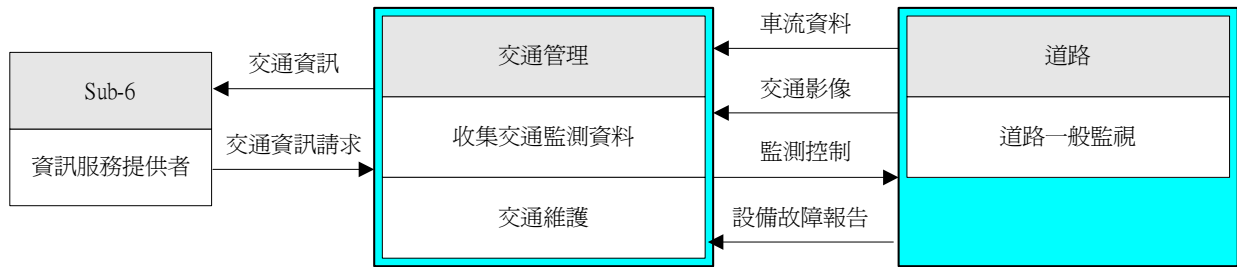 Sub-6
資訊服務提供者
交通資訊
交通資訊請求
交通管理
收集交通監測資料
交通維護
車流資料
交通影像
監測控制
設備故障報告
道路
道路一般監視